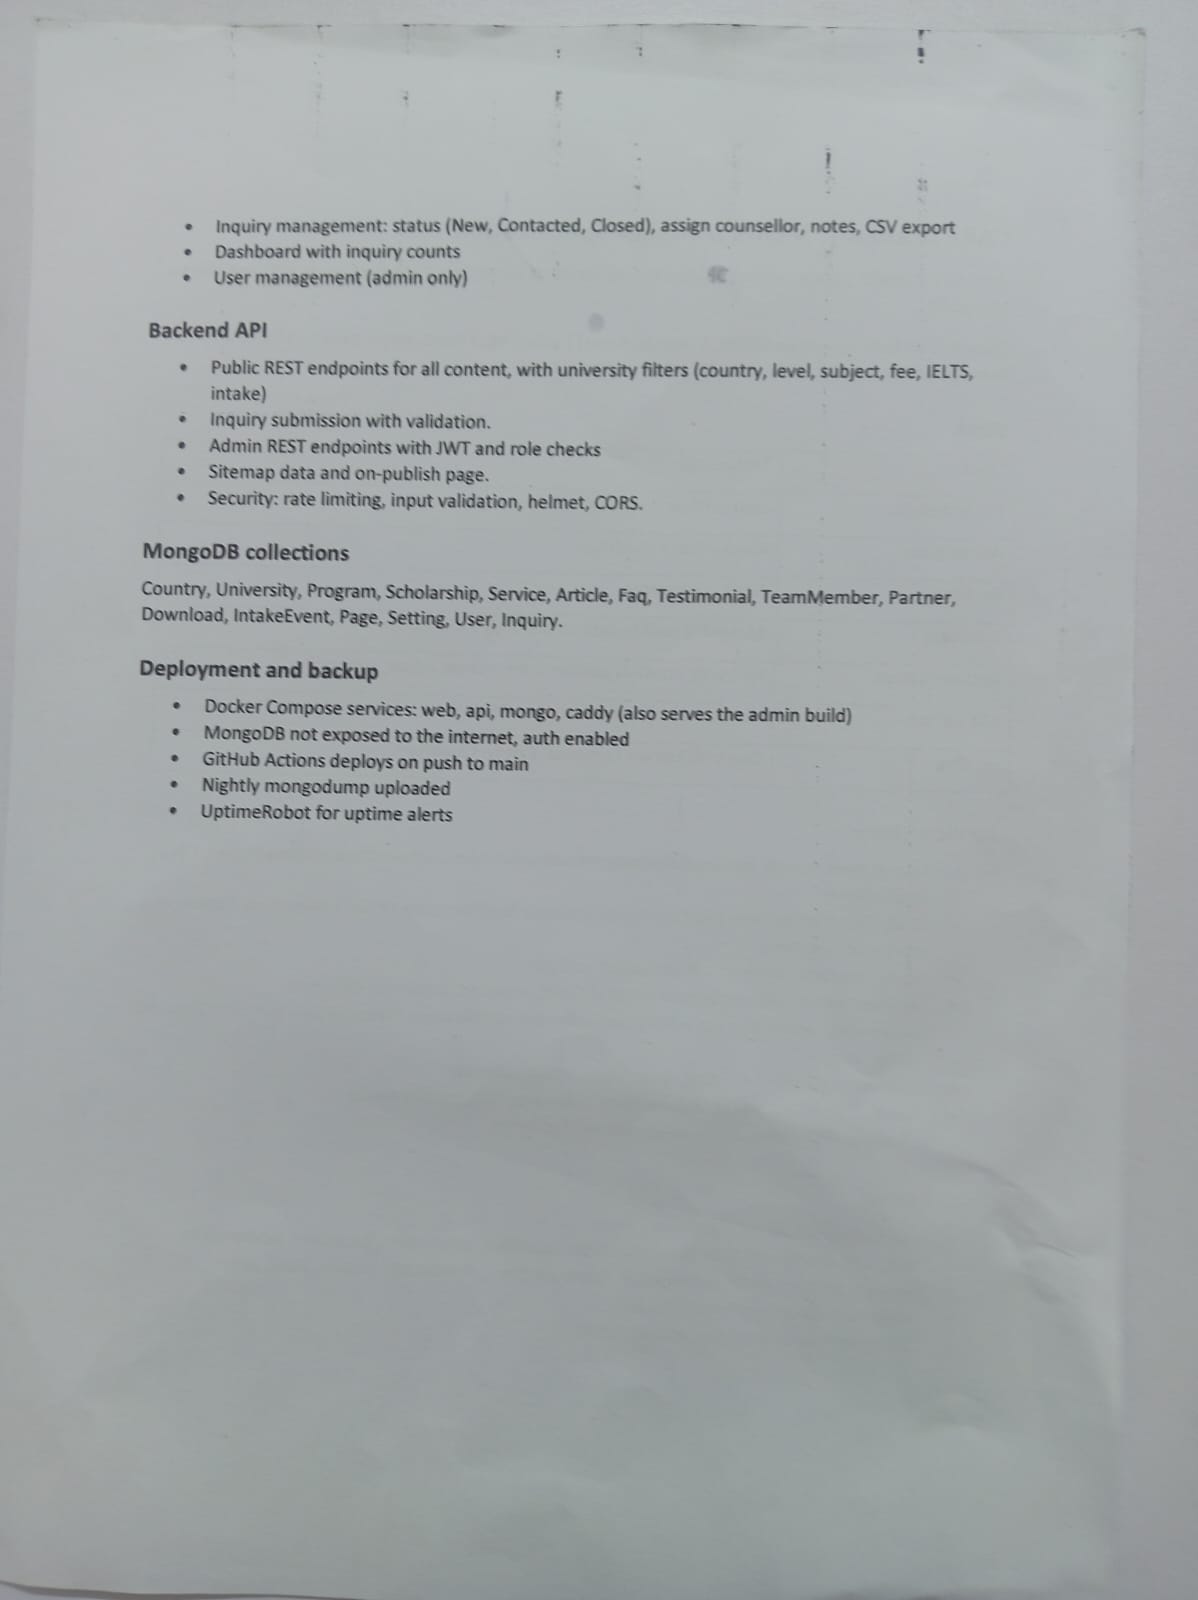 • Inquiry management: status (New, Contacted, Closed), assign counsellor, notes, CSV export
• Dashboard with inquiry counts
• User management (admin only)
Backend API
• Public REST endpoints for all content, with university filters (country, level, subject, fee, IELTS,
intake)
• Inquiry submission with validation.
• Admin REST endpoints with JWT and role checks
• Sitemap data and on-publish page.
• Security: rate limiting, input validation, helmet, CORS.
MongoDB collections
Country, University, Program, Scholarship, Service, Article, Faq, Testimonial, TeamMember, Partner,
Download, IntakeEvent, Page, Setting, User, Inquiry.
Deployment and backup
• Docker Compose services: web, api, mongo, caddy (also serves the admin build)
• MongoDB not exposed to the internet, auth enabled
• GitHub Actions deploys on push to main
• Nightly mongodump uploaded
• UptimeRobot for uptime alerts